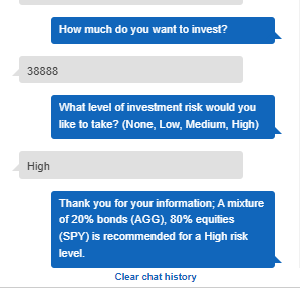 How much do you want to invest?
38888
What level of investment risk would you
like to take? (None, Low, Medium, High)
High
Thank you for your information; A mixture
of 20% bonds (AGG), 80% equities
(SPY) is recommended for a High risk
level.
Clear chat history